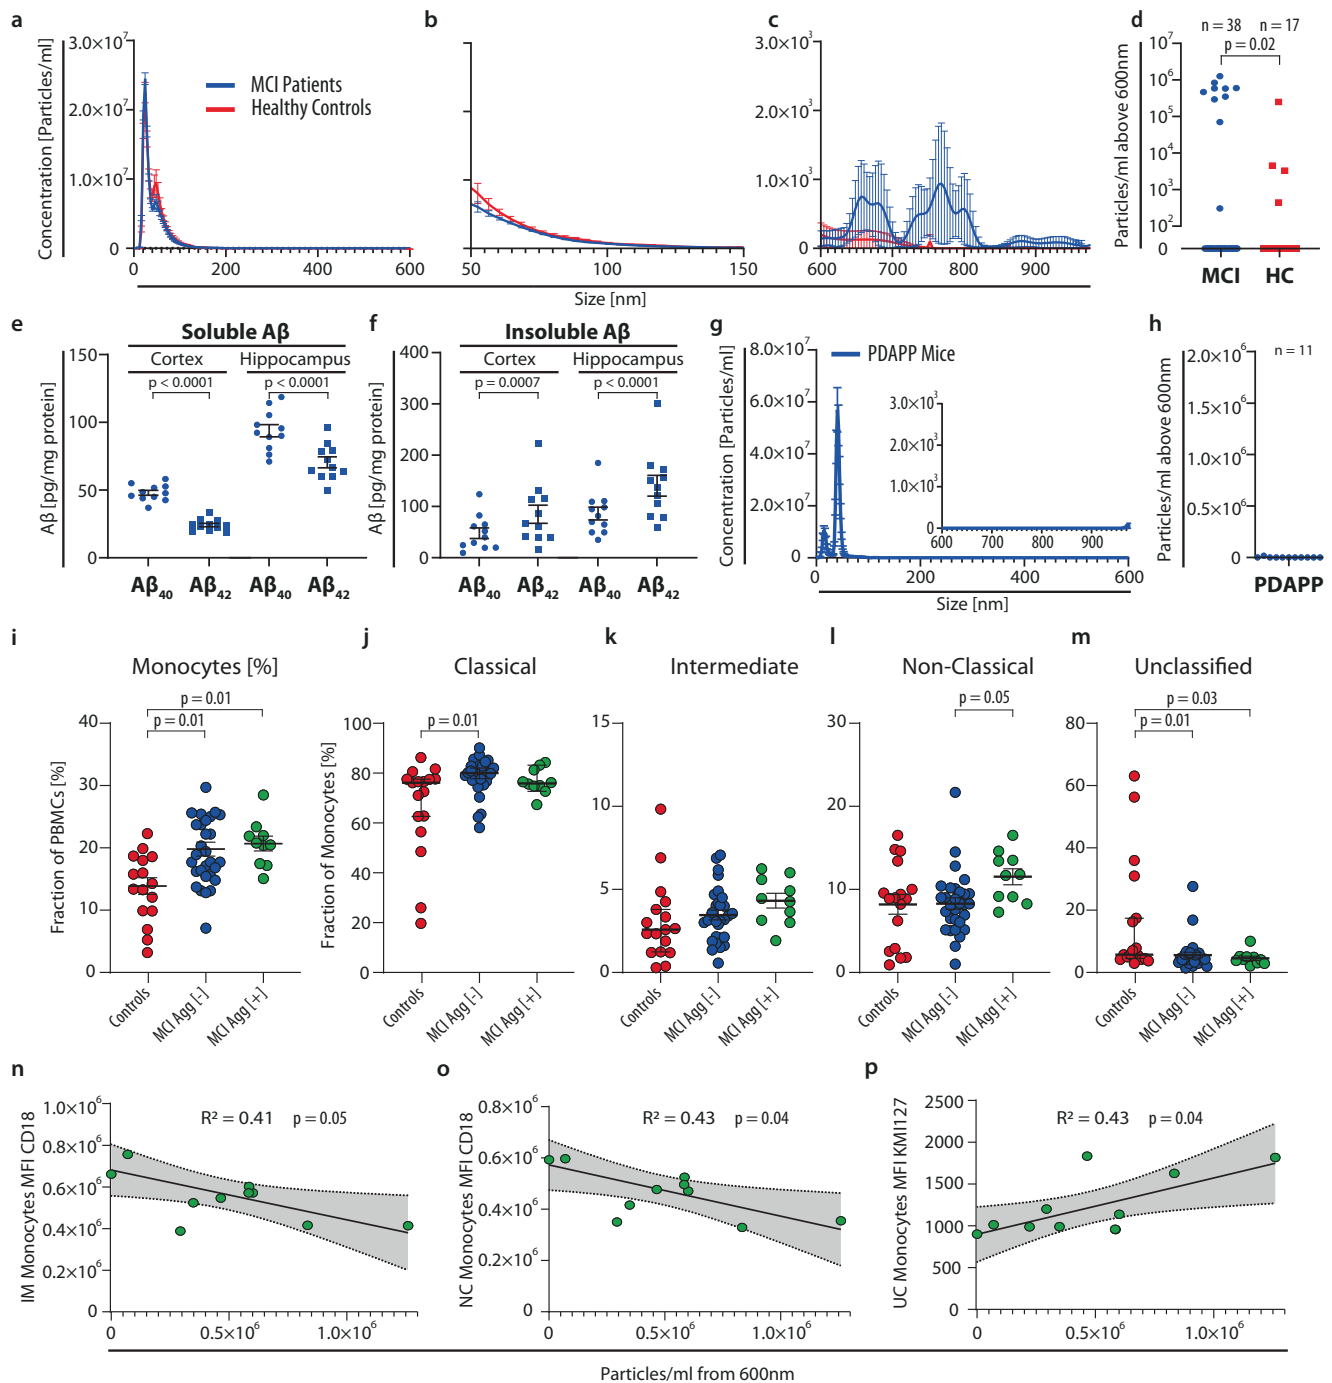 a
b
c
d
Concentration [Particles/ml]
3.0×10⁷
2.0×10⁷
1.0×10⁷
0
0
200
400
600
MCI Patients
Healthy Controls
50
100
150
3.0×10³
2.0×10³
1.0×10³
0
600
700
800
900
Size [nm]
n = 38
n = 17
p = 0.02
Particles/ml above 600nm
10⁷
10⁶
10⁵
10⁴
10³
10²
0
MCI
HC
e
Soluble Aβ
Cortex
Hippocampus
p < 0.0001
p < 0.0001
Aβ [pg/mg protein]
150
100
50
0
Aβ₄₀
Aβ₄₂
Aβ₄₀
Aβ₄₂
f
Insoluble Aβ
Cortex
Hippocampus
p = 0.0007
p < 0.0001
Aβ [pg/mg protein]
400
300
200
100
0
Aβ₄₀
Aβ₄₂
Aβ₄₀
Aβ₄₂
g
Concentration [Particles/ml]
8.0×10⁷
6.0×10⁷
4.0×10⁷
2.0×10⁷
0
PDAPP Mice
3.0×10³
2.0×10³
1.0×10³
0
600
700
800
900
0
200
400
600
Size [nm]
h
n = 11
Particles/ml above 600nm
2.0×10⁶
1.5×10⁶
1.0×10⁶
0.5×10⁶
0
PDAPP
i
Monocytes [%]
p = 0.01
p = 0.01
Fraction of PBMCs [%]
40
30
20
10
0
Controls
MCI Agg [-]
MCI Agg [+]
j
Classical
p = 0.01
Fraction of Monocytes [%]
100
80
60
40
20
0
Controls
MCI Agg [-]
MCI Agg [+]
k
Intermediate
15
10
5
0
Controls
MCI Agg [-]
MCI Agg [+]
l
Non-Classical
p = 0.05
30
20
10
0
Controls
MCI Agg [-]
MCI Agg [+]
m
Unclassified
p = 0.03
p = 0.01
80
60
40
20
0
Controls
MCI Agg [-]
MCI Agg [+]
n
R² = 0.41 p = 0.05
IM Monocytes MFI CD18
1.0×10⁶
0.8×10⁶
0.6×10⁶
0.4×10⁶
0.2×10⁶
0
0
0.5×10⁶
1.0×10⁶
o
R² = 0.43 p = 0.04
NC Monocytes MFI CD18
0.8×10⁶
0.6×10⁶
0.4×10⁶
0.2×10⁶
0
0
0.5×10⁶
1.0×10⁶
p
R² = 0.43 p = 0.04
UC Monocytes MFI KMI127
2500
2000
1500
1000
500
0
0
0.5×10⁶
1.0×10⁶
Particles/ml from 600nm